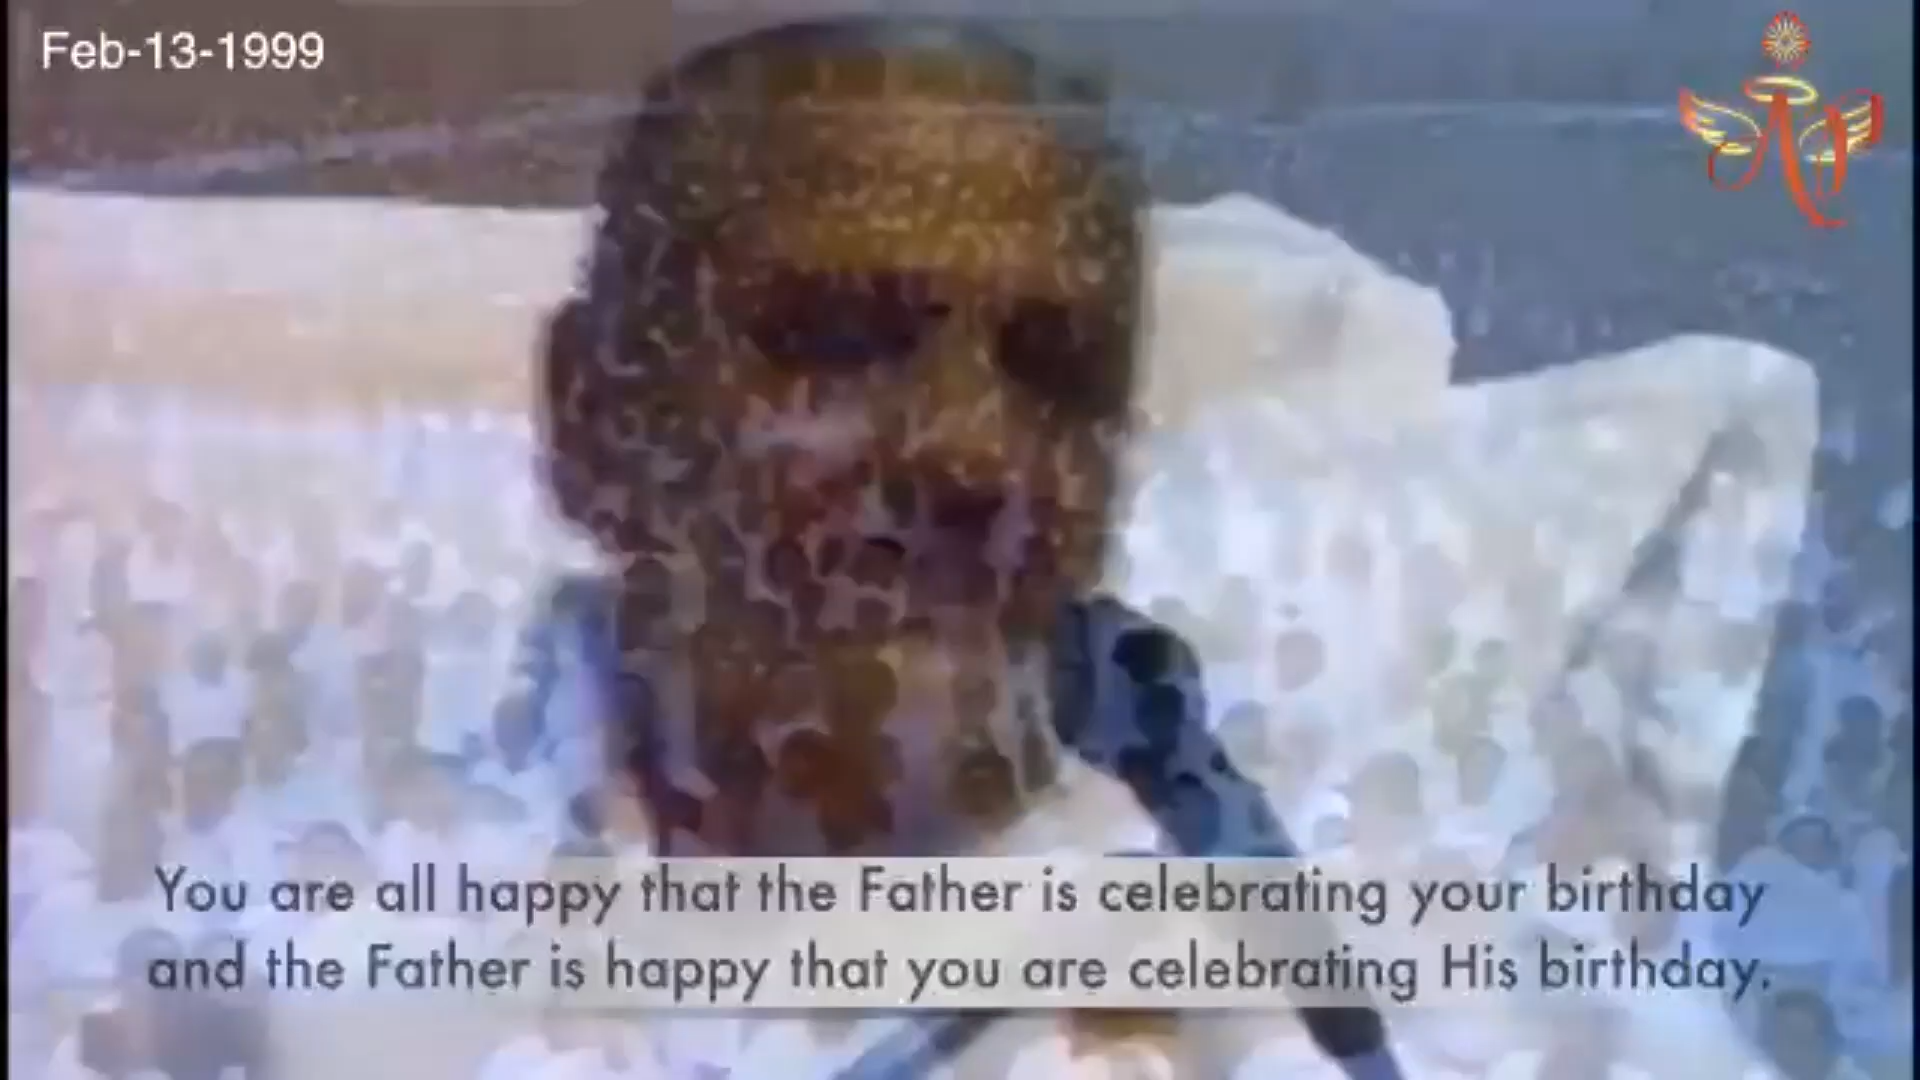 Feb-13-1999
You are all happy that the Father is celebrating your birthday
and the Father is happy that you are celebrating His birthday.